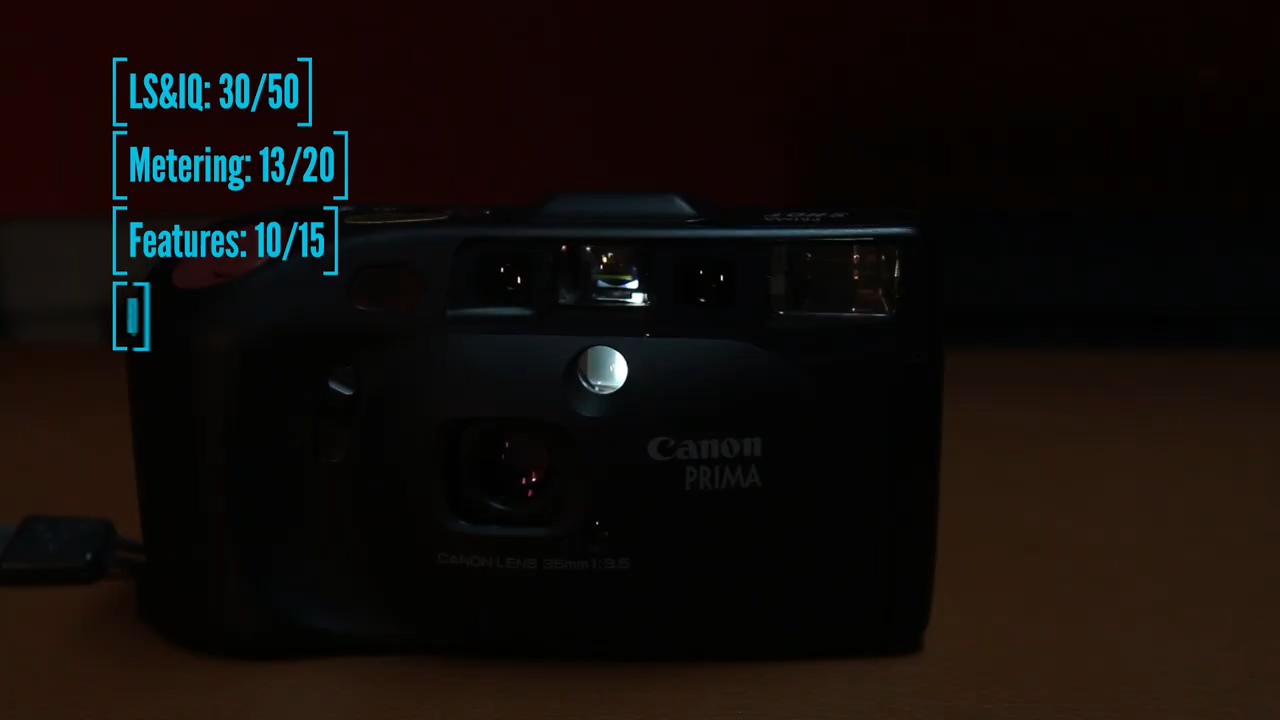 LS&IQ: 30/50
Metering: 13/20
Features: 10/15
Canon
PRIMA
CANON LENS 35mm 1:3.5